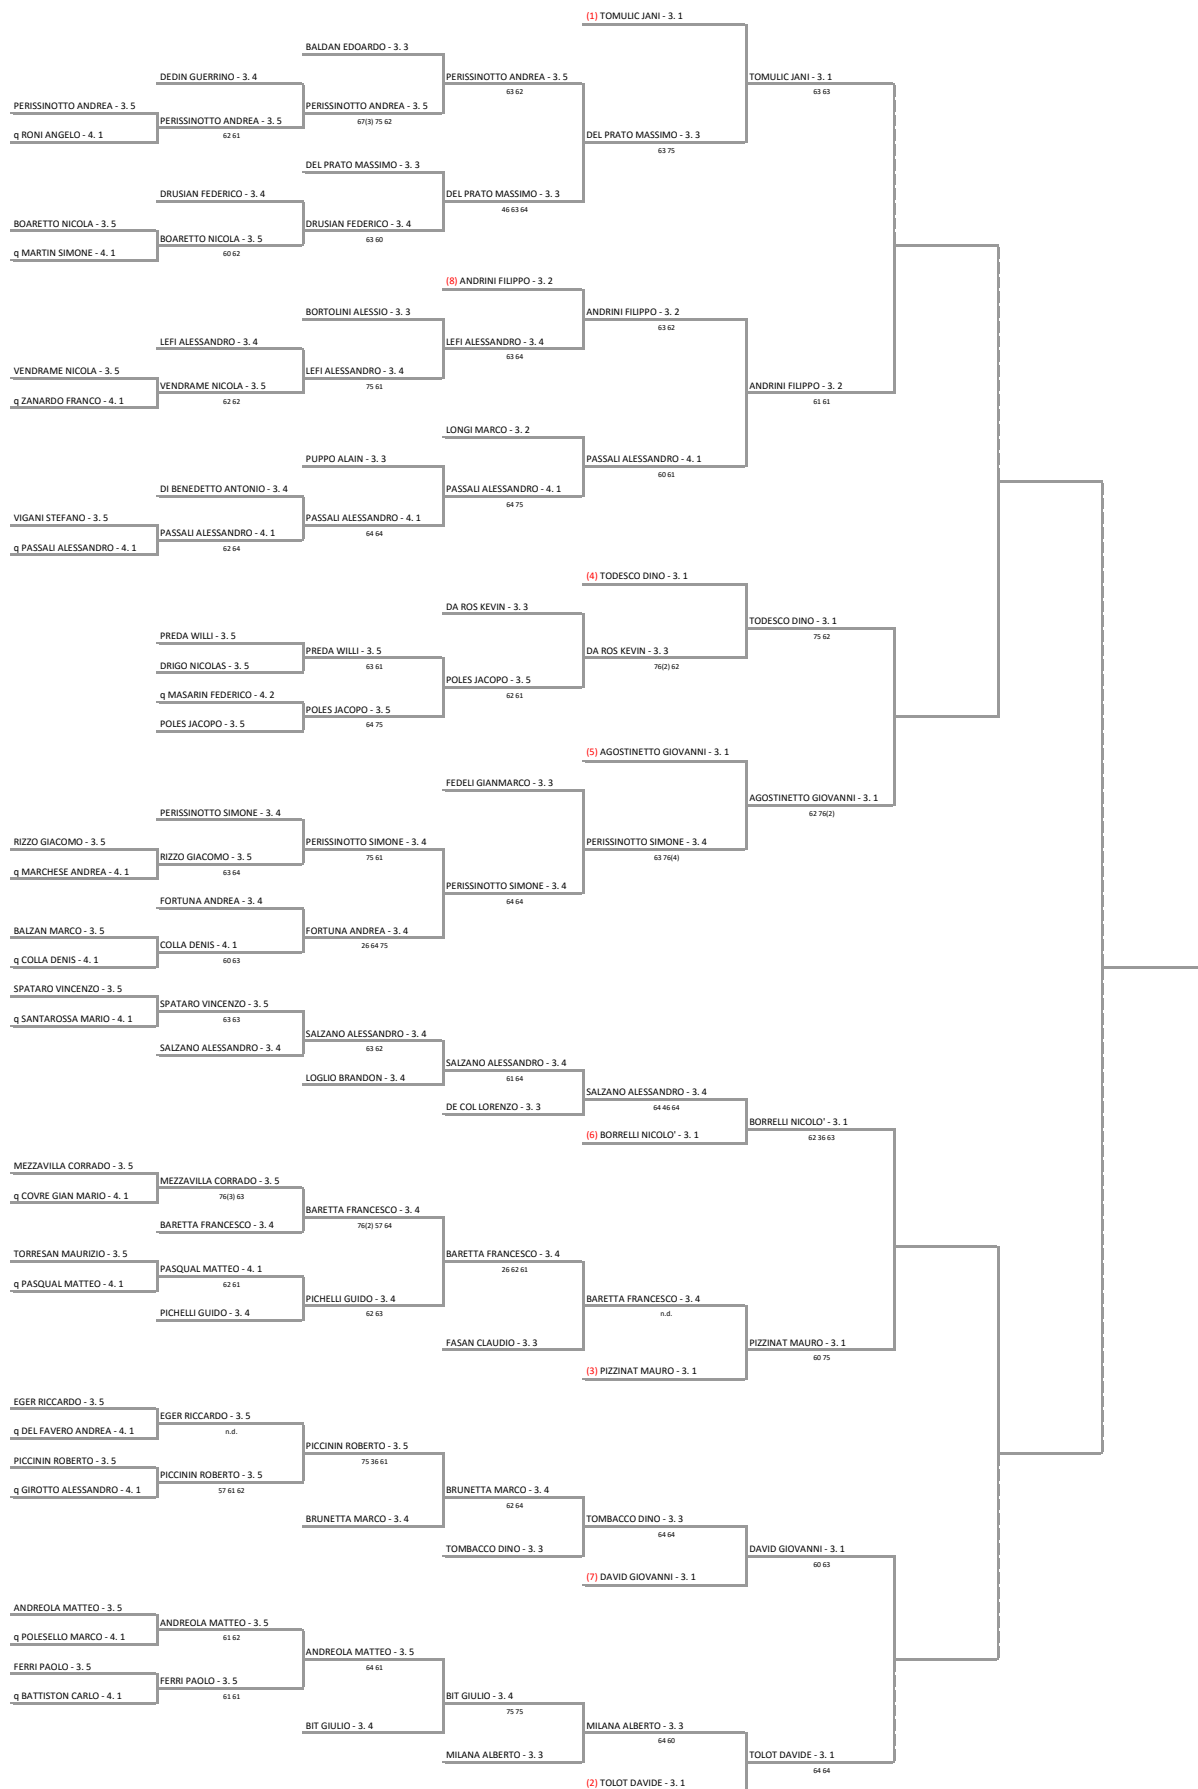 (1) TOMULIC JANI - 3. 1
BALDAN EDOARDO - 3. 3
DEDIN GUERRINO - 3. 4
PERISSINOTTO ANDREA - 3. 5
TOMULIC JANI - 3. 1
63 62
63 63
PERISSINOTTO ANDREA - 3. 5
PERISSINOTTO ANDREA - 3. 5
PERISSINOTTO ANDREA - 3. 5
67(3) 75 62
q RONI ANGELO - 4. 1
62 61
DEL PRATO MASSIMO - 3. 3
63 75
DEL PRATO MASSIMO - 3. 3
DRUSIAN FEDERICO - 3. 4
DEL PRATO MASSIMO - 3. 3
46 63 64
BOARETTO NICOLA - 3. 5
BOARETTO NICOLA - 3. 5
DRUSIAN FEDERICO - 3. 4
63 60
q MARTIN SIMONE - 4. 1
60 62
(8) ANDRINI FILIPPO - 3. 2
BORTOLINI ALESSIO - 3. 3
ANDRINI FILIPPO - 3. 2
63 62
LEFI ALESSANDRO - 3. 4
LEFI ALESSANDRO - 3. 4
63 64
VENDRAME NICOLA - 3. 5
VENDRAME NICOLA - 3. 5
LEFI ALESSANDRO - 3. 4
75 61
ANDRINI FILIPPO - 3. 2
61 61
q ZANARDO FRANCO - 4. 1
62 62
LONGI MARCO - 3. 2
PUPPO ALAIN - 3. 3
PASSALI ALESSANDRO - 4. 1
60 61
DI BENEDETTO ANTONIO - 3. 4
PASSALI ALESSANDRO - 4. 1
64 75
VIGANI STEFANO - 3. 5
PASSALI ALESSANDRO - 4. 1
PASSALI ALESSANDRO - 4. 1
64 64
q PASSALI ALESSANDRO - 4. 1
62 64
(4) TODESCO DINO - 3. 1
DA ROS KEVIN - 3. 3
TODESCO DINO - 3. 1
75 62
PREDA WILLI - 3. 5
PREDA WILLI - 3. 5
63 61
DA ROS KEVIN - 3. 3
76(2) 62
DRIGO NICOLAS - 3. 5
POLES JACOPO - 3. 5
62 61
q MASARIN FEDERICO - 4. 2
POLES JACOPO - 3. 5
64 75
POLES JACOPO - 3. 5
(5) AGOSTINETTO GIOVANNI - 3. 1
FEDELI GIANMARCO - 3. 3
AGOSTINETTO GIOVANNI - 3. 1
62 76(2)
PERISSINOTTO SIMONE - 3. 4
RIZZO GIACOMO - 3. 5
RIZZO GIACOMO - 3. 5
PERISSINOTTO SIMONE - 3. 4
75 61
PERISSINOTTO SIMONE - 3. 4
63 76(4)
q MARCHESE ANDREA - 4. 1
63 64
PERISSINOTTO SIMONE - 3. 4
64 64
FORTUNA ANDREA - 3. 4
BALZAN MARCO - 3. 5
COLLA DENIS - 4. 1
FORTUNA ANDREA - 3. 4
26 64 75
q COLLA DENIS - 4. 1
60 63
SPATARO VINCENZO - 3. 5
SPATARO VINCENZO - 3. 5
63 63
q SANTAROSSA MARIO - 4. 1
SALZANO ALESSANDRO - 3. 4
63 62
SALZANO ALESSANDRO - 3. 4
SALZANO ALESSANDRO - 3. 4
61 64
LOGLIO BRANDON - 3. 4
SALZANO ALESSANDRO - 3. 4
64 46 64
DE COL LORENZO - 3. 3
BORRELLI NICOLO' - 3. 1
62 36 63
(6) BORRELLI NICOLO' - 3. 1
MEZZAVILLA CORRADO - 3. 5
MEZZAVILLA CORRADO - 3. 5
76(3) 63
q COVRE GIAN MARIO - 4. 1
BARETTA FRANCESCO - 3. 4
76(2) 57 64
BARETTA FRANCESCO - 3. 4
TORRESAN MAURIZIO - 3. 5
PASQUAL MATTEO - 4. 1
62 61
BARETTA FRANCESCO - 3. 4
26 62 61
q PASQUAL MATTEO - 4. 1
PICHELLI GUIDO - 3. 4
62 63
BARETTA FRANCESCO - 3. 4
n.d.
PICHELLI GUIDO - 3. 4
FASAN CLAUDIO - 3. 3
PIZZINAT MAURO - 3. 1
60 75
(3) PIZZINAT MAURO - 3. 1
EGER RICCARDO - 3. 5
EGER RICCARDO - 3. 5
n.d.
q DEL FAVERO ANDREA - 4. 1
PICCININ ROBERTO - 3. 5
75 36 61
PICCININ ROBERTO - 3. 5
PICCININ ROBERTO - 3. 5
57 61 62
q GIROTTO ALESSANDRO - 4. 1
BRUNETTA MARCO - 3. 4
62 64
BRUNETTA MARCO - 3. 4
TOMBACCO DINO - 3. 3
64 64
TOMBACCO DINO - 3. 3
DAVID GIOVANNI - 3. 1
60 63
(7) DAVID GIOVANNI - 3. 1
ANDREOLA MATTEO - 3. 5
ANDREOLA MATTEO - 3. 5
61 62
q POLESELLO MARCO - 4. 1
ANDREOLA MATTEO - 3. 5
64 61
FERRI PAOLO - 3. 5
FERRI PAOLO - 3. 5
61 61
q BATTISTON CARLO - 4. 1
BIT GIULIO - 3. 4
75 75
BIT GIULIO - 3. 4
MILANA ALBERTO - 3. 3
64 60
MILANA ALBERTO - 3. 3
TOLOT DAVIDE - 3. 1
64 64
(2) TOLOT DAVIDE - 3. 1